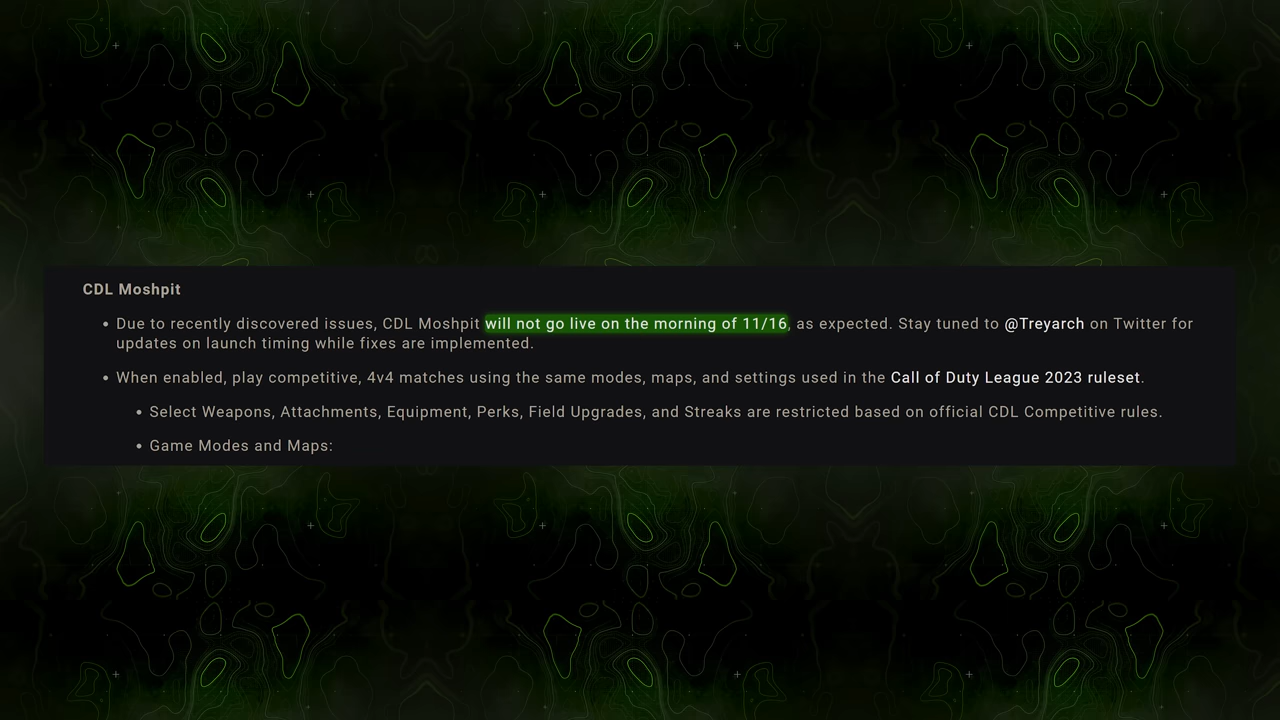 CDL Moshpit
• Due to recently discovered issues, CDL Moshpit will not go live on the morning of 11/16, as expected. Stay tuned to @Treyarch on Twitter for
updates on launch timing while fixes are implemented.
• When enabled, play competitive, 4v4 matches using the same modes, maps, and settings used in the Call of Duty League 2023 ruleset.
• Select Weapons, Attachments, Equipment, Perks, Field Upgrades, and Streaks are restricted based on official CDL Competitive rules.
• Game Modes and Maps: